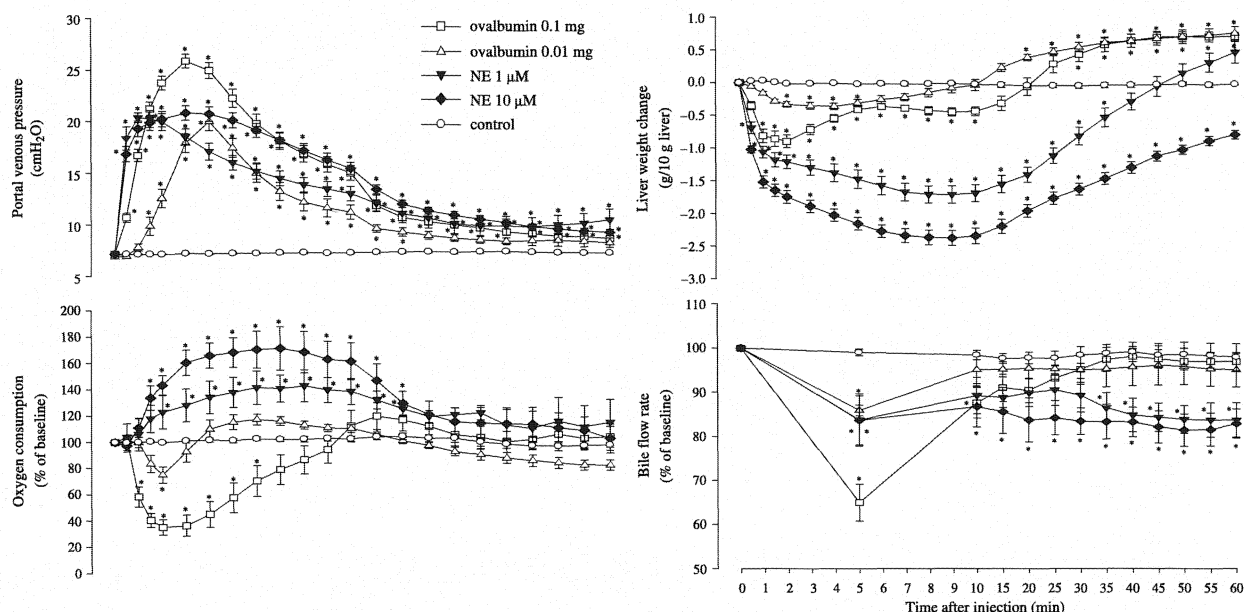 30
25
20
15
10
5
Portal venous pressure
(cmH2O)
ovalbumin 0.1 mg
ovalbumin 0.01 mg
NE 1 μM
NE 10 μM
control
1.0
0.5
0.0
−0.5
−1.0
−1.5
−2.0
−2.5
−3.0
Liver weight change
(g/10 g liver)
200
180
160
140
120
100
80
60
40
20
0
Oxygen consumption
(% of baseline)
110
100
90
80
70
60
50
Bile flow rate
(% of baseline)
0 1 2 3 4 5 6 7 8 9 10 15 20 25 30 35 40 45 50 55 60
Time after injection (min)